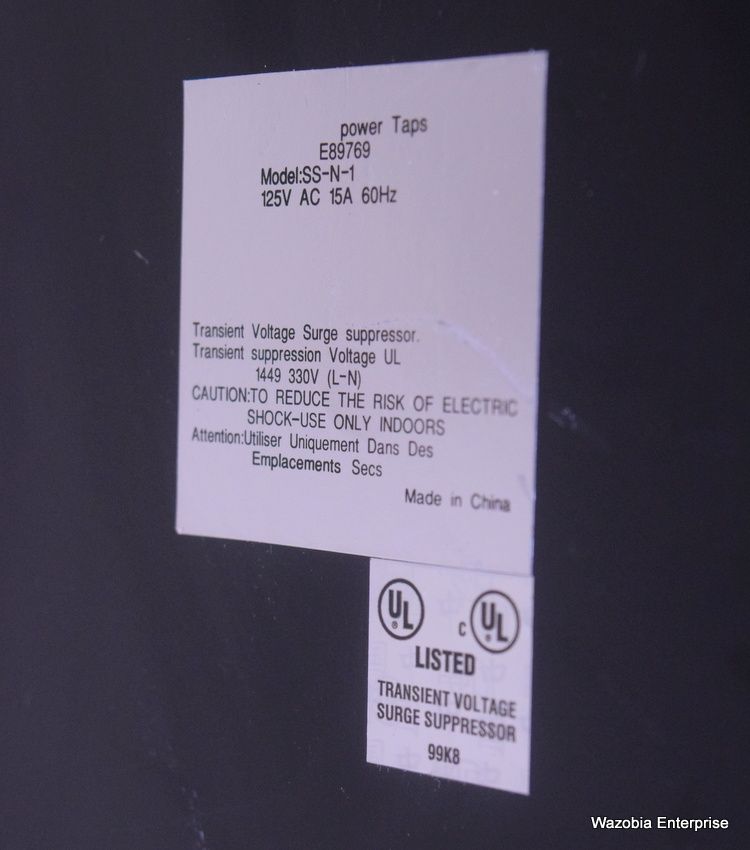 power Taps
E89769
Model:SS-N-1
125V AC 15A 60Hz
Transient Voltage Surge suppressor.
Transient suppression Voltage UL
1449 330V (L-N)
CAUTION:TO REDUCE THE RISK OF ELECTRIC
SHOCK-USE ONLY INDOORS
Attention:Utiliser Uniquement Dans Des
Emplacements Secs
Made in China
UL ® C UL ®
LISTED
TRANSIENT VOLTAGE
SURGE SUPPRESSOR
99K8
Wazobia Enterprise